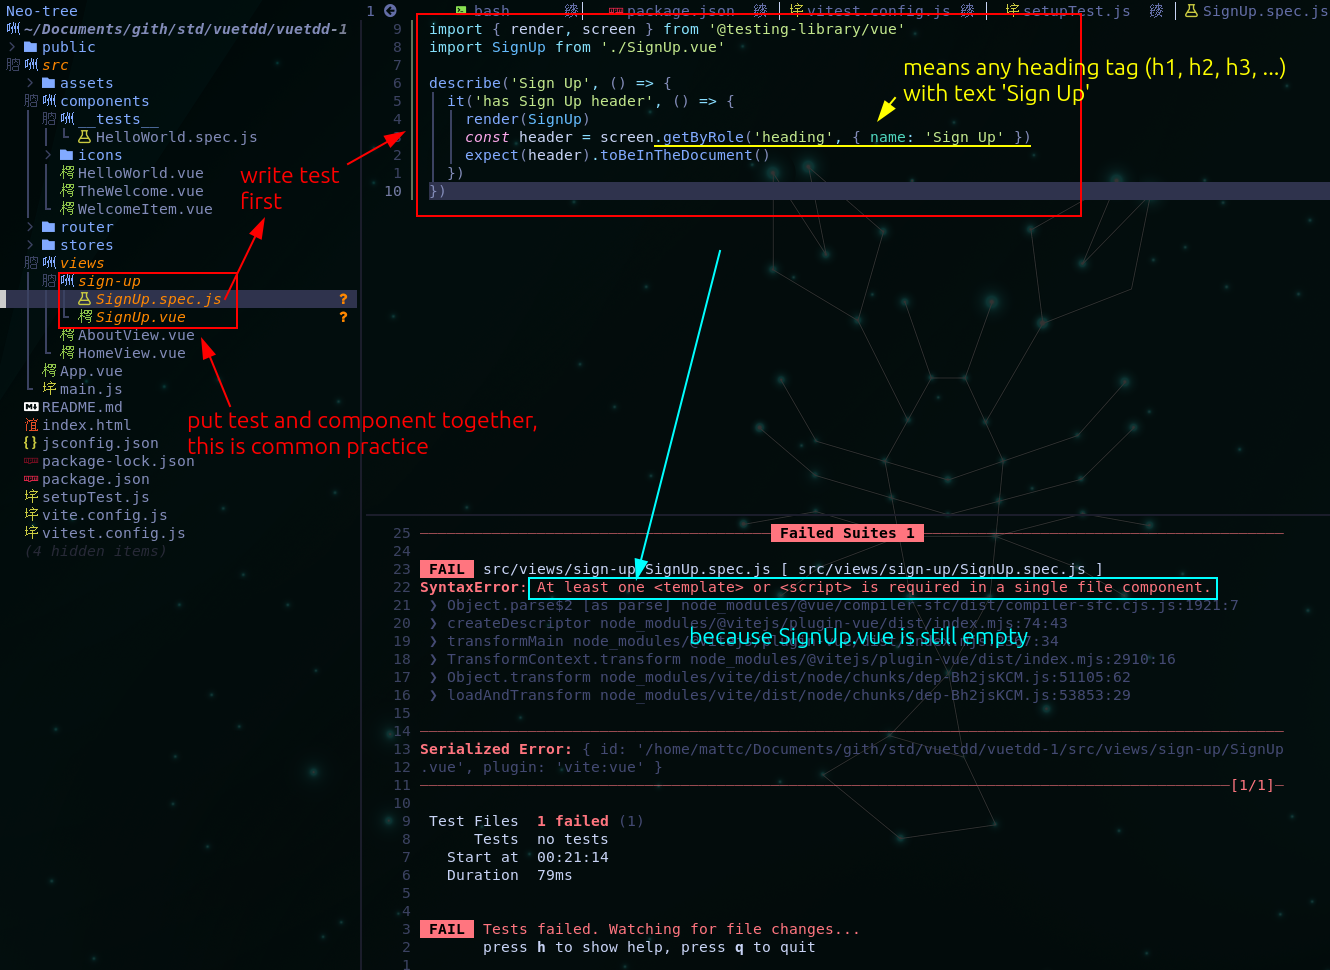 Neo-tree
~/Documents/gith/std/vuetdd/vuetdd-1
public
src
assets
components
__tests__
HelloWorld.spec.js
icons
HelloWorld.vue
TheWelcome.vue
WelcomeItem.vue
router
stores
views
sign-up
SignUp.spec.js ?
SignUp.vue ?
AboutView.vue
HomeView.vue
App.vue
main.js
README.md
index.html
jsconfig.json
package-lock.json
package.json
setupTest.js
vite.config.js
vitest.config.js
(4 hidden items)
write test
first
put test and component together,
this is common practice
1 bash package.json vitest.config.js setupTest.js SignUp.spec.js
9 import { render, screen } from '@testing-library/vue'
8 import SignUp from './SignUp.vue'
7
6 describe('Sign Up', () => {
5 it('has Sign Up header', () => {
4 render(SignUp)
const header = screen.getByRole('heading', { name: 'Sign Up' })
2 expect(header).toBeInTheDocument()
1 })
10 })
means any heading tag (h1, h2, h3, ...)
with text 'Sign Up'
25 Failed Suites 1
24
23 FAIL src/views/sign-up/SignUp.spec.js [ src/views/sign-up/SignUp.spec.js ]
22 SyntaxError: At least one <template> or <script> is required in a single file component.
21 ❯ Object.parse$2 [as parse] node_modules/@vue/compiler-sfc/dist/compiler-sfc.cjs.js:1921:7
20 ❯ createDescriptor node_modules/@vitejs/plugin-vue/dist/index.mjs:74:43
19 ❯ transformMain node_modules/@vitejs/plugin-vue/dist/index.mjs
18 ❯ TransformContext.transform node_modules/@vitejs/plugin-vue/dist/index.mjs:2910:16
17 ❯ Object.transform node_modules/vite/dist/node/chunks/dep-Bh2jsKCM.js:51105:62
16 ❯ loadAndTransform node_modules/vite/dist/node/chunks/dep-Bh2jsKCM.js:53853:29
because SignUp.vue is still empty
15
14
13 Serialized Error: { id: '/home/mattc/Documents/gith/std/vuetdd/vuetdd-1/src/views/sign-up/SignUp
12 .vue', plugin: 'vite:vue' }
11 [1/1]
10
9 Test Files 1 failed (1)
8 Tests no tests
7 Start at 00:21:14
6 Duration 79ms
5
4
3 FAIL Tests failed. Watching for file changes...
2 press h to show help, press q to quit
1